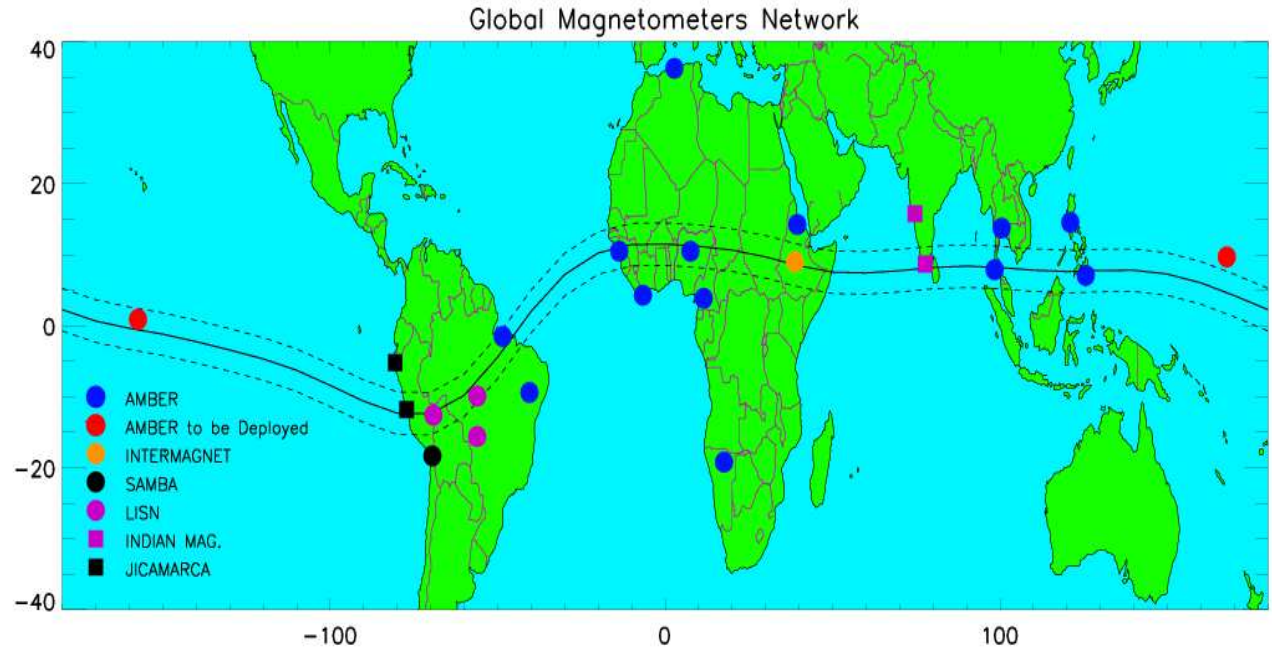 Global Magnetometers Network
40
20
0
-20
-40
AMBER
AMBER to be Deployed
INTERMAGNET
SAMBA
LISN
INDIAN MAG.
JICAMARCA
-100
0
100